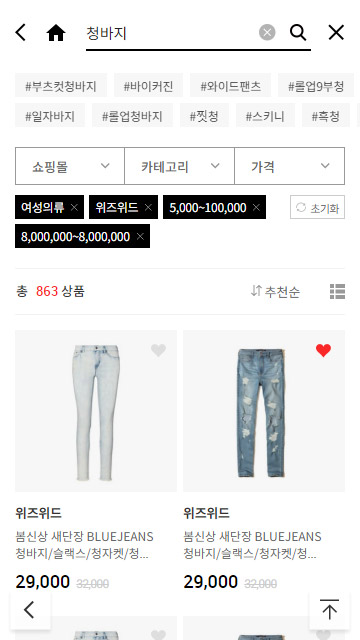 청바지
#부츠컷청바지 #바이커진 #와이드팬츠 #롤업9부청
#일자바지 #롤업청바지 #찟청 #스키니 #흑청
쇼핑몰 카테고리 가격
여성의류 위즈위드 5,000~100,000 초기화
8,000,000~8,000,000
총 863 상품 추천순
위즈위드 위즈위드
봄신상 새단장 BLUEJEANS 봄신상 새단장 BLUEJEANS
청바지/슬랙스/청자켓/청... 청바지/슬랙스/청자켓/청...
29,000 32,000 29,000 32,000